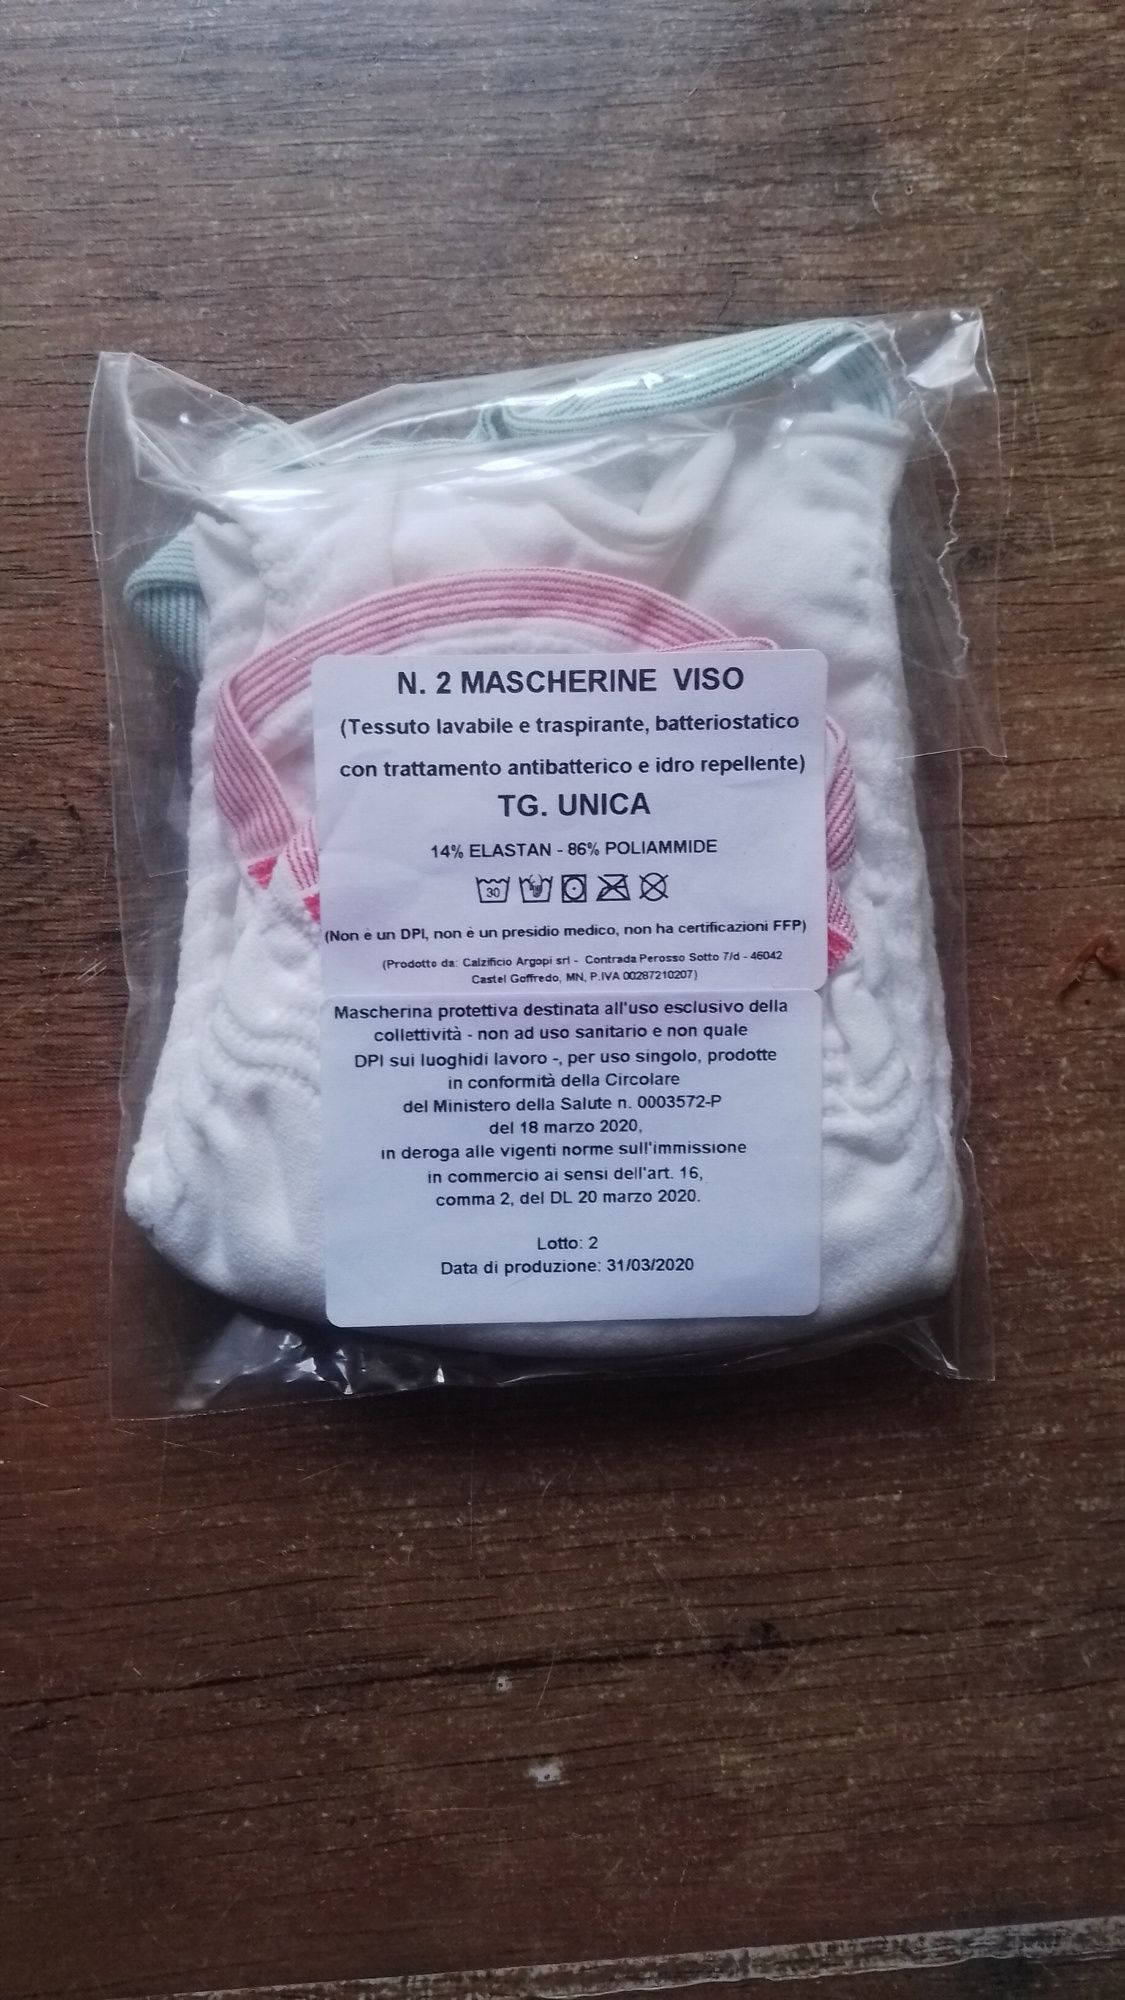 N. 2 MASCHERINE VISO
(Tessuto lavabile e traspirante, batteriostatico
con trattamento antibatterico e idro repellente)
TG. UNICA
14% ELASTAN - 86% POLIAMMIDE
30
(Non è un DPI, non è un presidio medico, non ha certificazioni FFP)
(Prodotto da: Calzificio Argopi srl - Contrada Perosso Sotto 7/d - 46042
Castel Goffredo, MN, P.IVA 00287210207)
Mascherina protettiva destinata all'uso esclusivo della
collettività - non ad uso sanitario e non quale
DPI sui luoghidi lavoro -, per uso singolo, prodotte
in conformità della Circolare
del Ministero della Salute n. 0003572-P
del 18 marzo 2020,
in deroga alle vigenti norme sull'immissione
in commercio ai sensi dell'art. 16,
comma 2, del DL 20 marzo 2020.
Lotto: 2
Data di produzione: 31/03/2020